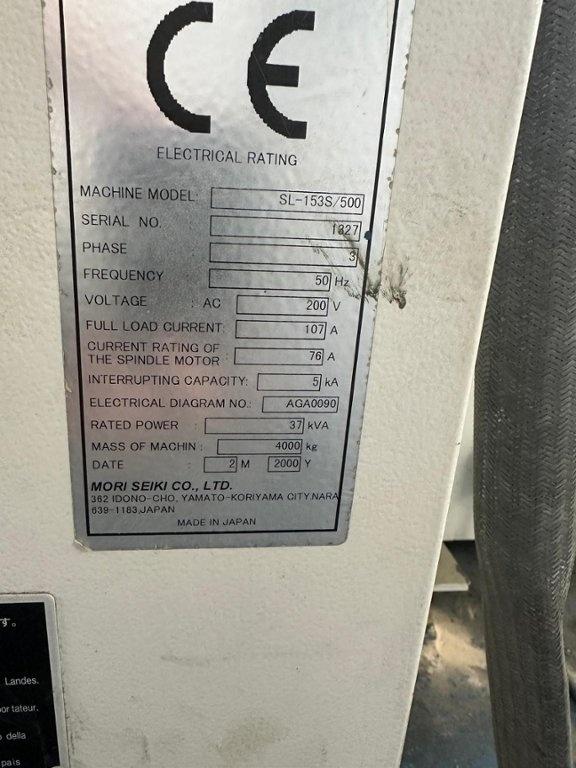 CE
ELECTRICAL RATING
MACHINE MODEL: SL-153S/500
SERIAL NO. 1327
PHASE 3
FREQUENCY 50 Hz
VOLTAGE : AC 200 V
FULL LOAD CURRENT: 107 A
CURRENT RATING OF
THE SPINDLE MOTOR : 76 A
INTERRUPTING CAPACITY: 5 kA
ELECTRICAL DIAGRAM NO.: AGA0090
RATED POWER : 37 kVA
MASS OF MACHIN : 4000 kg
DATE : 2 M 2000 Y
MORI SEIKI CO., LTD.
362 IDONO-CHO, YAMATO-KORIYAMA CITY,NARA
639-1183,JAPAN
MADE IN JAPAN
す。
Landes.
portateur.
della
pais